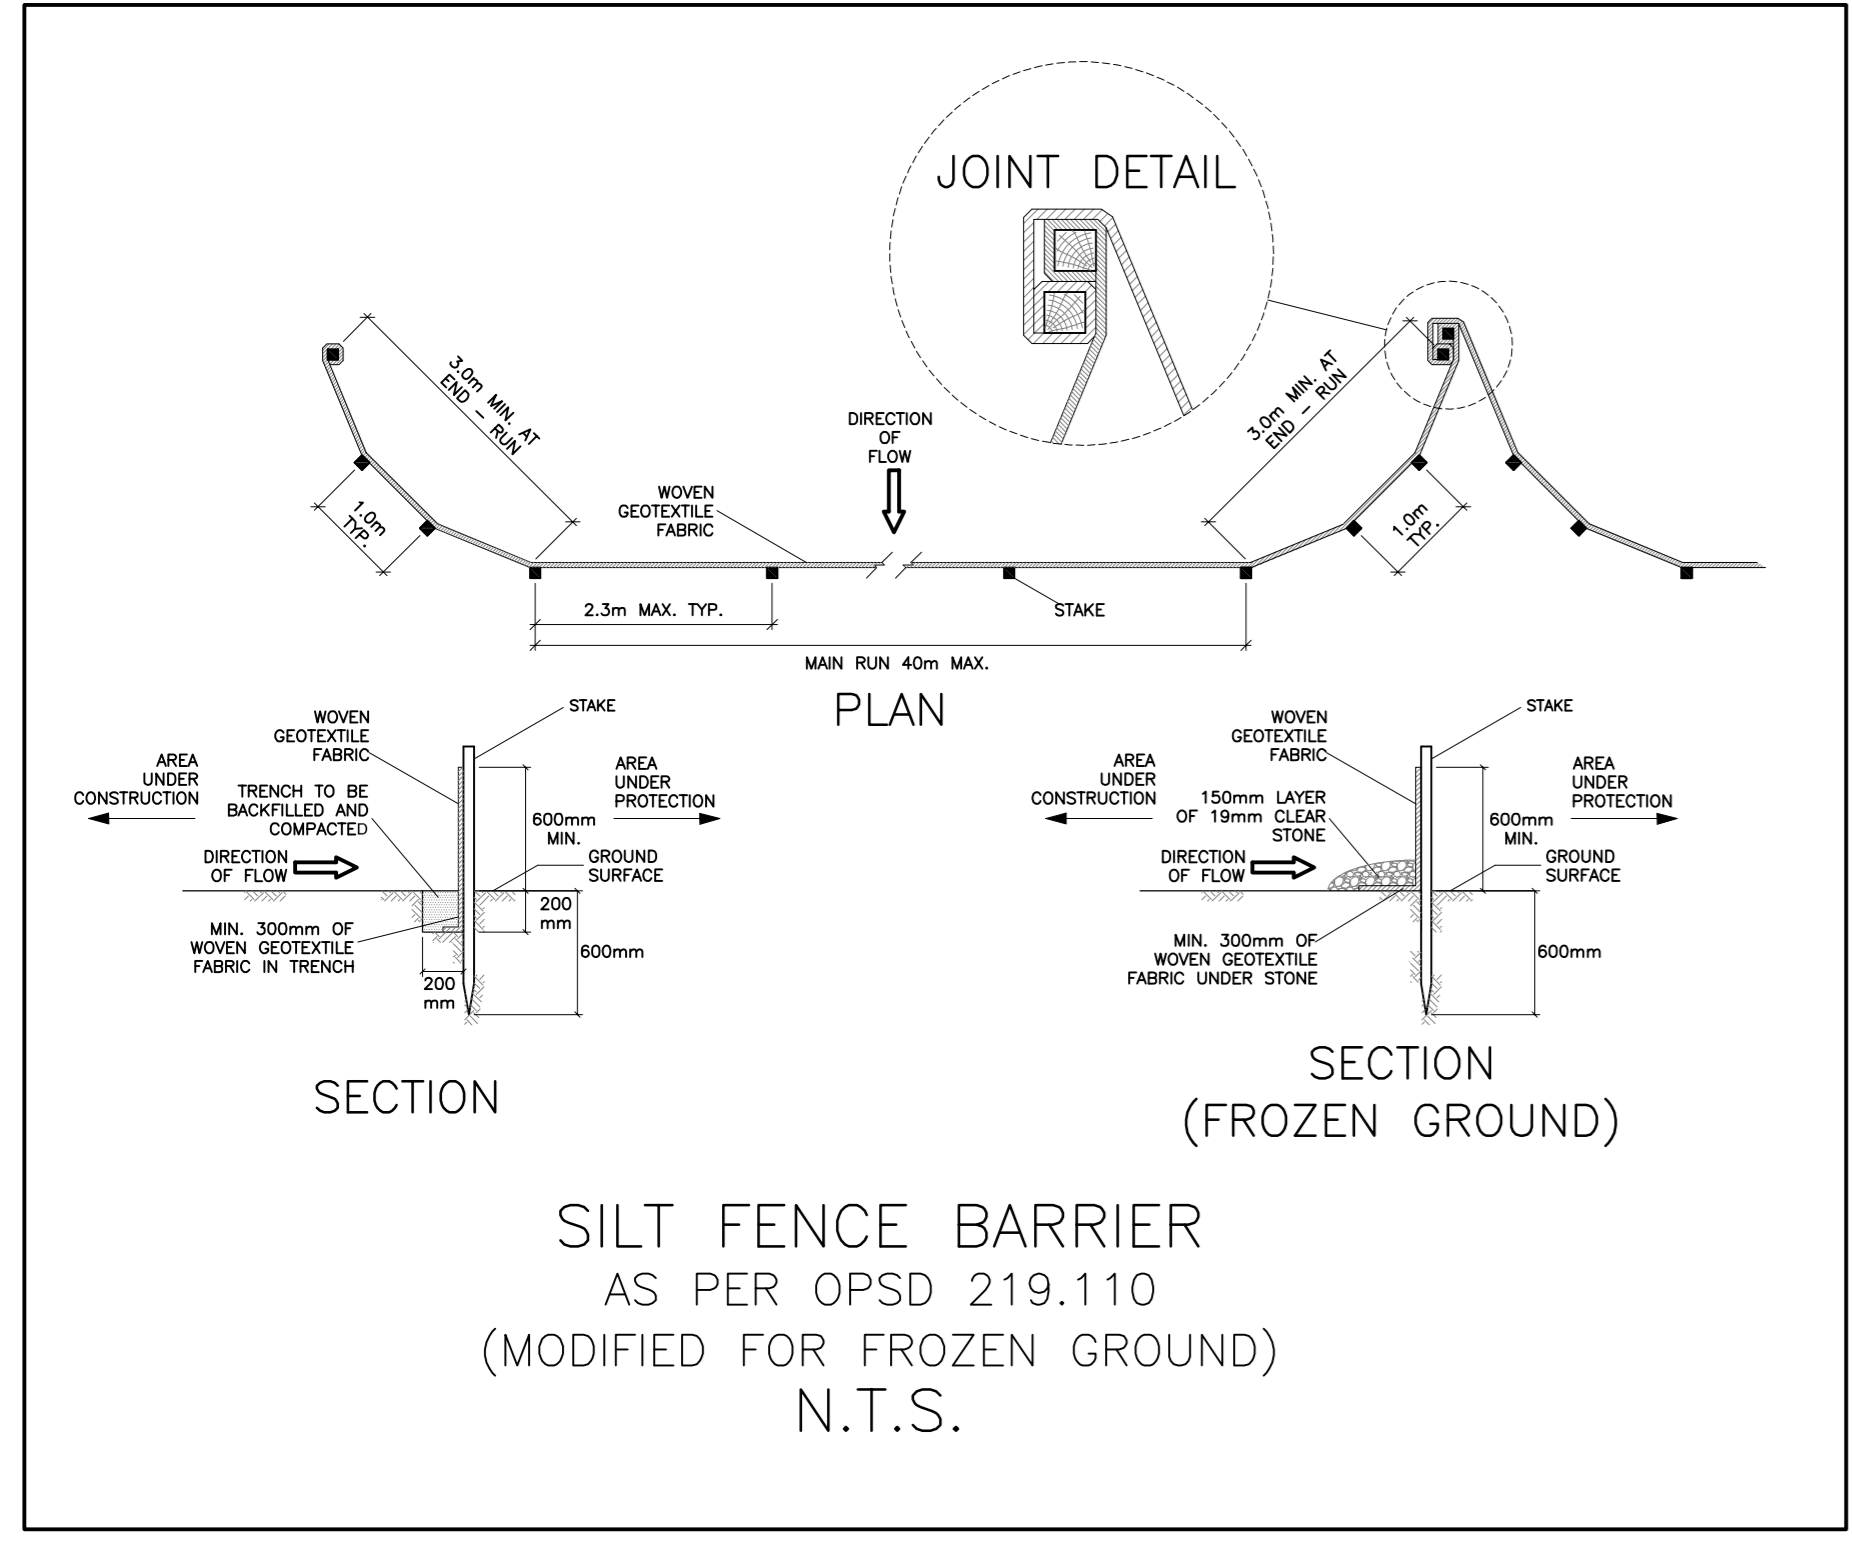 JOINT DETAIL
3.0m MIN. AT
END - RUN
1.0m
TYP.
WOVEN
GEOTEXTILE
FABRIC
DIRECTION
OF
FLOW
3.0m MIN. AT
END - RUN
1.0m
TYP.
2.3m MAX. TYP.
STAKE
MAIN RUN 40m MAX.
PLAN
STAKE
WOVEN
GEOTEXTILE
FABRIC
AREA
UNDER
CONSTRUCTION
TRENCH TO BE
BACKFILLED AND
COMPACTED
AREA
UNDER
PROTECTION
600mm
MIN.
DIRECTION
OF FLOW
GROUND
SURFACE
200
mm
MIN. 300mm OF
WOVEN GEOTEXTILE
FABRIC IN TRENCH
600mm
200
mm
SECTION
STAKE
WOVEN
GEOTEXTILE
FABRIC
AREA
UNDER
CONSTRUCTION
150mm LAYER
OF 19mm CLEAR
STONE
AREA
UNDER
PROTECTION
600mm
MIN.
DIRECTION
OF FLOW
GROUND
SURFACE
MIN. 300mm OF
WOVEN GEOTEXTILE
FABRIC UNDER STONE
600mm
SECTION
(FROZEN GROUND)
SILT FENCE BARRIER
AS PER OPSD 219.110
(MODIFIED FOR FROZEN GROUND)
N.T.S.